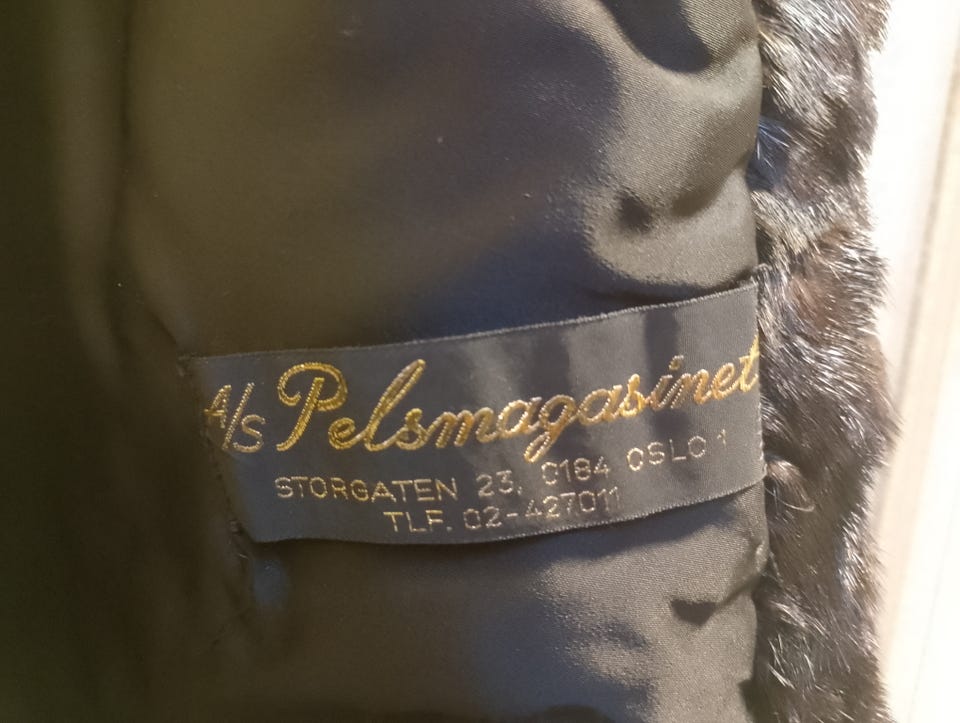 A/S Pelsmagasinet
STORGATEN 23, 0184 OSLO 1
TLF. 02-427011